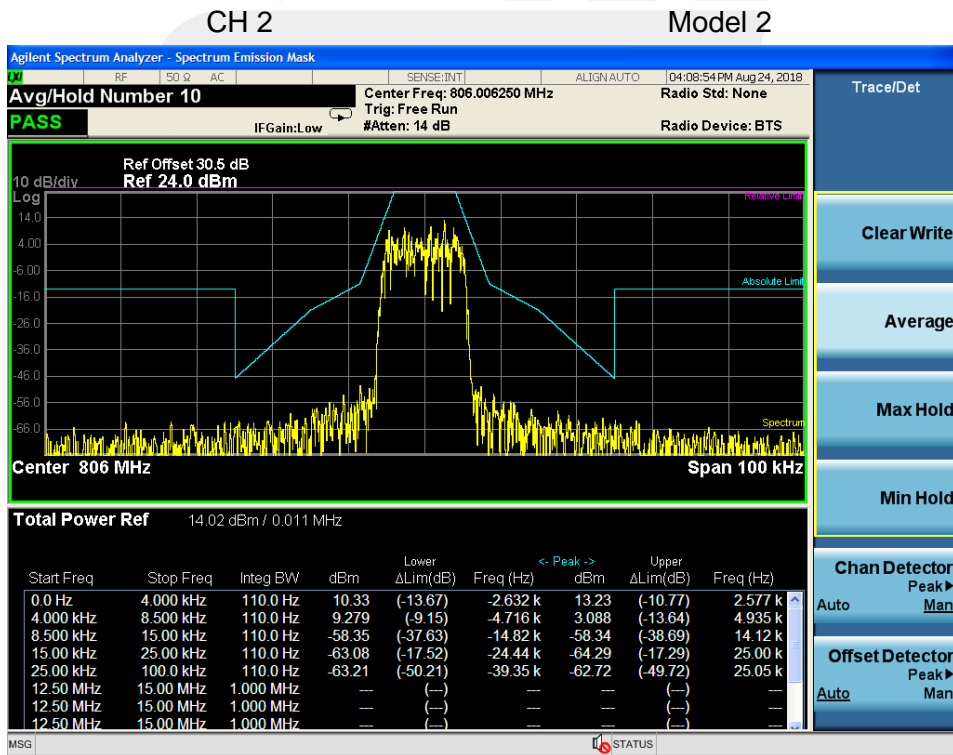 CH 2 Model 2
Agilent Spectrum Analyzer - Spectrum Emission Mask
LXI RF 50 Ω AC SENSE:INT ALIGN AUTO 04:08:54 PM Aug 24, 2018
Avg/Hold Number 10 Center Freq: 806.006250 MHz Radio Std: None
Trig: Free Run
PASS IFGain:Low #Atten: 14 dB Radio Device: BTS
Trace/Det
Ref Offset 30.5 dB
10 dB/div Ref 24.0 dBm
Log
Relative Limit
14.0
4.00
-6.00
Absolute Limit
-16.0
-26.0
-36.0
-46.0
-56.0
-66.0
Spectrum
Center 806 MHz Span 100 kHz
Total Power Ref 14.02 dBm / 0.011 MHz
Lower <- Peak -> Upper
Start Freq Stop Freq Integ BW dBm ΔLim(dB) Freq (Hz) dBm ΔLim(dB) Freq (Hz)
0.0 Hz 4.000 kHz 110.0 Hz 10.33 (-13.67) -2.632 k 13.23 (-10.77) 2.577 k
4.000 kHz 8.500 kHz 110.0 Hz 9.279 (-9.15) -4.716 k 3.088 (-13.64) 4.935 k
8.500 kHz 15.00 kHz 110.0 Hz -58.35 (-37.63) -14.82 k -58.34 (-38.69) 14.12 k
15.00 kHz 25.00 kHz 110.0 Hz -63.08 (-17.52) -24.44 k -64.29 (-17.29) 25.00 k
25.00 kHz 100.0 kHz 110.0 Hz -63.21 (-50.21) -39.35 k -62.72 (-49.72) 25.05 k
12.50 MHz 15.00 MHz 1.000 MHz --- (---) --- --- (---) ---
12.50 MHz 15.00 MHz 1.000 MHz --- (---) --- --- (---) ---
12.50 MHz 15.00 MHz 1.000 MHz --- (---) --- --- (---) ---
Clear Write
Average
Max Hold
Min Hold
Chan Detector
Peak▶
Auto Man
Offset Detector
Peak▶
Auto Man
MSG STATUS